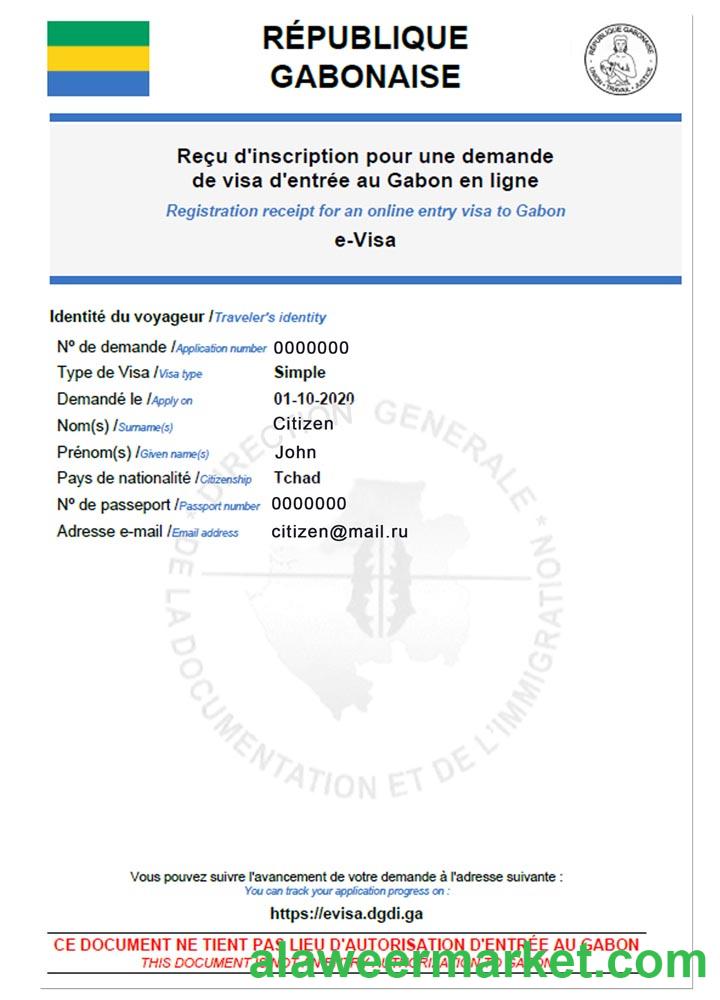 RÉPUBLIQUE
GABONAISE
RÉPUBLIQUE GABONAISE
UNION - TRAVAIL - JUSTICE
Reçu d'inscription pour une demande
de visa d'entrée au Gabon en ligne
Registration receipt for an online entry visa to Gabon
e-Visa
Identité du voyageur /Traveler's identity
Nº de demande /Application number 0000000
Type de Visa /Visa type Simple
Demandé le /Apply on 01-10-2020
Nom(s) /Surname(s) Citizen
Prénom(s) /Given name(s) John
Pays de nationalité /Citizenship Tchad
Nº de passeport /Passport number 0000000
Adresse e-mail /Email address citizen@mail.ru
* DIRECTION GENERALE *
DE LA DOCUMENTATION ET DE L'IMMIGRATION
Vous pouvez suivre l'avancement de votre demande à l'adresse suivante :
You can track your application progress on :
https://evisa.dgdi.ga
CE DOCUMENT NE TIENT PAS LIEU D'AUTORISATION D'ENTRÉE AU GABON
THIS DOCUMENT IS NOT AN ENTRY AUTHORIZATION TO GABON
alaweermarket.com